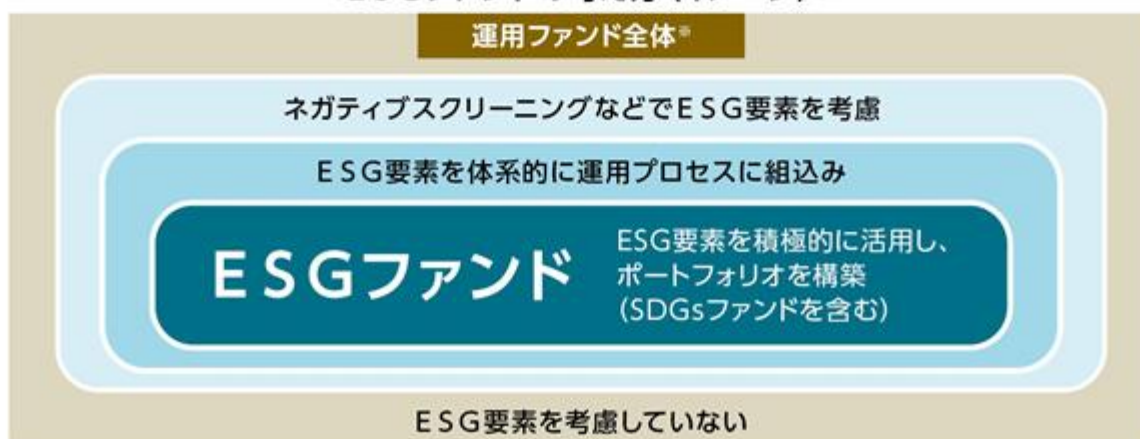 運用ファンド全体※
ネガティブスクリーニングなどでESG要素を考慮
ESG要素を体系的に運用プロセスに組込み
ESGファンド
ESG要素を積極的に活用し、
ポートフォリオを構築
(SDGsファンドを含む)
ESG要素を考慮していない